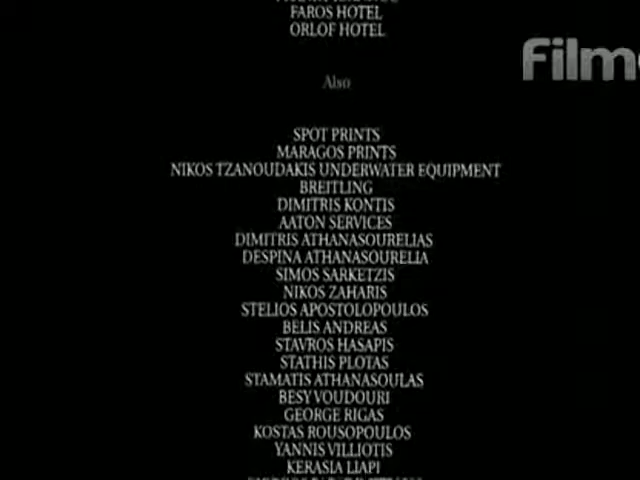 FAROS HOTEL
ORLOF HOTEL
Film
Also
SPOT PRINTS
MARAGOS PRINTS
NIKOS TZANOUDAKIS UNDERWATER EQUIPMENT
BREITLING
DIMITRIS KONTIS
AATON SERVICES
DIMITRIS ATHANASOURELIAS
DESPINA ATHANASOURELIA
SIMOS SARKETZIS
NIKOS ZAHARIS
STELIOS APOSTOLOPOULOS
BELIS ANDREAS
STAVROS HASAPIS
STATHIS PLOTAS
STAMATIS ATHANASOULAS
BESY VOUDOURI
GEORGE RIGAS
KOSTAS ROUSOPOULOS
YANNIS VILLIOTIS
KERASIA LIAPI